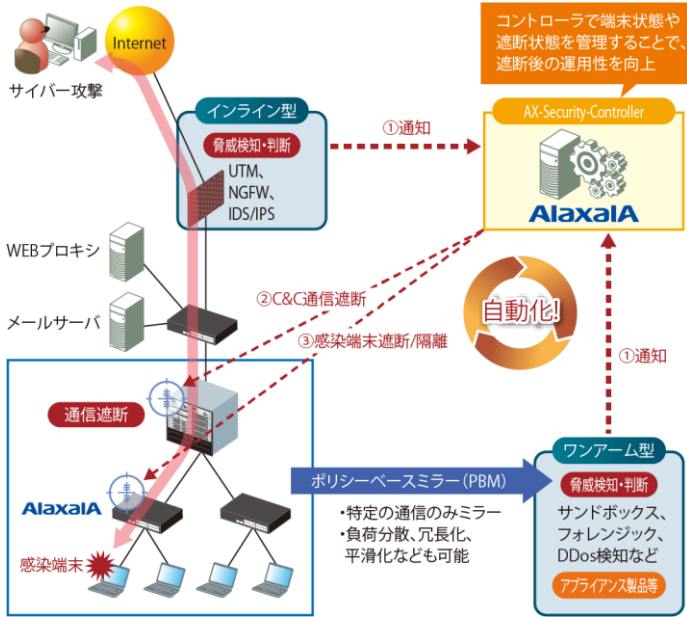 コントローラで端末状態や
遮断状態を管理することで、
遮断後の運用性を向上
Internet
サイバー攻撃
インライン型
脅威検知・判断
UTM、
NGFW、
IDS/IPS
①通知
AX-Security-Controller
AlaxalA
WEBプロキシ
メールサーバ
②C&C通信遮断
③感染端末遮断/隔離
自動化!
①通知
通信遮断
AlaxalA
感染端末
ポリシーベースミラー(PBM)
・特定の通信のみミラー
・負荷分散、冗長化、
平滑化なども可能
ワンアーム型
脅威検知・判断
サンドボックス、
フォレンジック、
DDos検知など
アプライアンス製品等